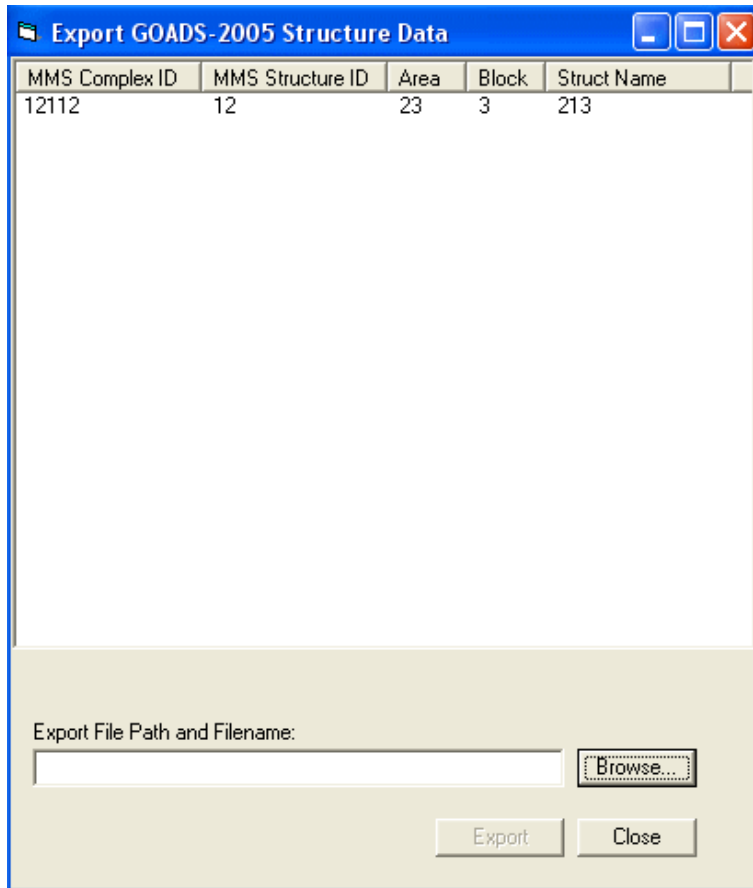 Export GOADS-2005 Structure Data
MMS Complex ID MMS Structure ID Area Block Struct Name
12112 12 23 3 213
Export File Path and Filename:
Browse...
Export Close